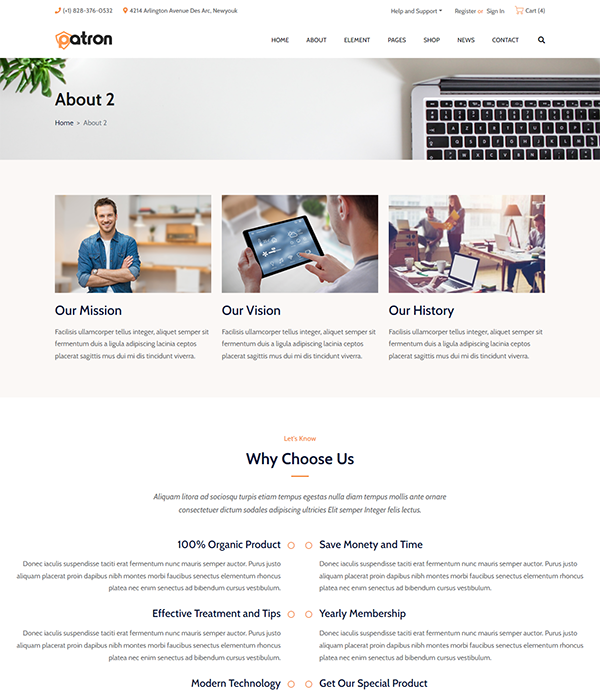 (+1) 828-376-0532 4214 Arlington Avenue Des Arc, Newyouk Help and Support Register or Sign In Cart (4)
patron HOME ABOUT ELEMENT PAGES SHOP NEWS CONTACT
About 2
Home > About 2
Our Mission
Facilisis ullamcorper tellus integer, aliquet semper sit
fermentum duis a ligula adipiscing lacinia ceptos
placerat sagittis mus dui mi dis tincidunt viverra.
Our Vision
Facilisis ullamcorper tellus integer, aliquet semper sit
fermentum duis a ligula adipiscing lacinia ceptos
placerat sagittis mus dui mi dis tincidunt viverra.
Our History
Facilisis ullamcorper tellus integer, aliquet semper sit
fermentum duis a ligula adipiscing lacinia ceptos
placerat sagittis mus dui mi dis tincidunt viverra.
Let's Know
Why Choose Us
Aliquam litora ad sociosqu turpis etiam tempus egestas nulla diam tempus mollis ante ornare
consectetuer dictum sodales adipiscing ultricies Elit semper Integer felis lectus.
100% Organic Product
Donec iaculis suspendisse taciti erat fermentum nunc mauris semper auctor. Purus justo
aliquam placerat proin dapibus nibh montes morbi faucibus senectus elementum rhoncus
platea nec enim senectus ad bibendum cursus vestibulum.
Save Monety and Time
Donec iaculis suspendisse taciti erat fermentum nunc mauris semper auctor. Purus justo
aliquam placerat proin dapibus nibh montes morbi faucibus senectus elementum rhoncus
platea nec enim senectus ad bibendum cursus vestibulum.
Effective Treatment and Tips
Donec iaculis suspendisse taciti erat fermentum nunc mauris semper auctor. Purus justo
aliquam placerat proin dapibus nibh montes morbi faucibus senectus elementum rhoncus
platea nec enim senectus ad bibendum cursus vestibulum.
Yearly Membership
Donec iaculis suspendisse taciti erat fermentum nunc mauris semper auctor. Purus justo
aliquam placerat proin dapibus nibh montes morbi faucibus senectus elementum rhoncus
platea nec enim senectus ad bibendum cursus vestibulum.
Modern Technology
Get Our Special Product